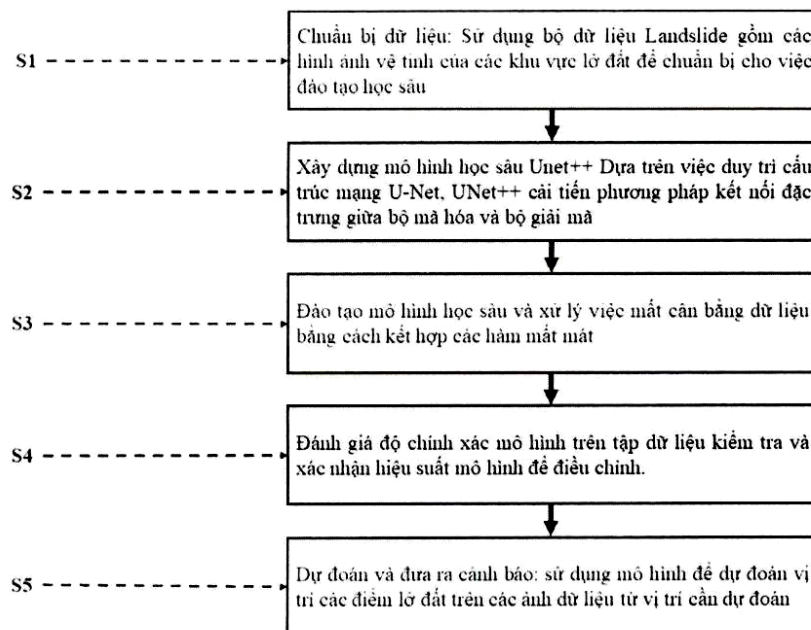 Chuẩn bị dữ liệu: Sử dụng bộ dữ liệu Landslide gồm các
S1
hình ảnh vệ tinh của các khu vực lở đất để chuẩn bị cho việc
đào tạo học sâu
Xây dựng mô hình học sâu Unet++ Dựa trên việc duy trì cấu
S2
trúc mạng U-Net, UNet++ cải tiến phương pháp kết nối đặc
trưng giữa bộ mã hóa và bộ giải mã
S3
Đào tạo mô hình học sâu và xử lý việc mất cân bằng dữ liệu
bằng cách kết hợp các hàm mất mát
S4
Đánh giá độ chính xác mô hình trên tập dữ liệu kiểm tra và
xác nhận hiệu suất mô hình để điều chỉnh.
S5
Dự đoán và đưa ra cảnh báo: sử dụng mô hình để dự đoán vị
trí các điểm lở đất trên các ảnh dữ liệu từ vị trí cần dự đoán